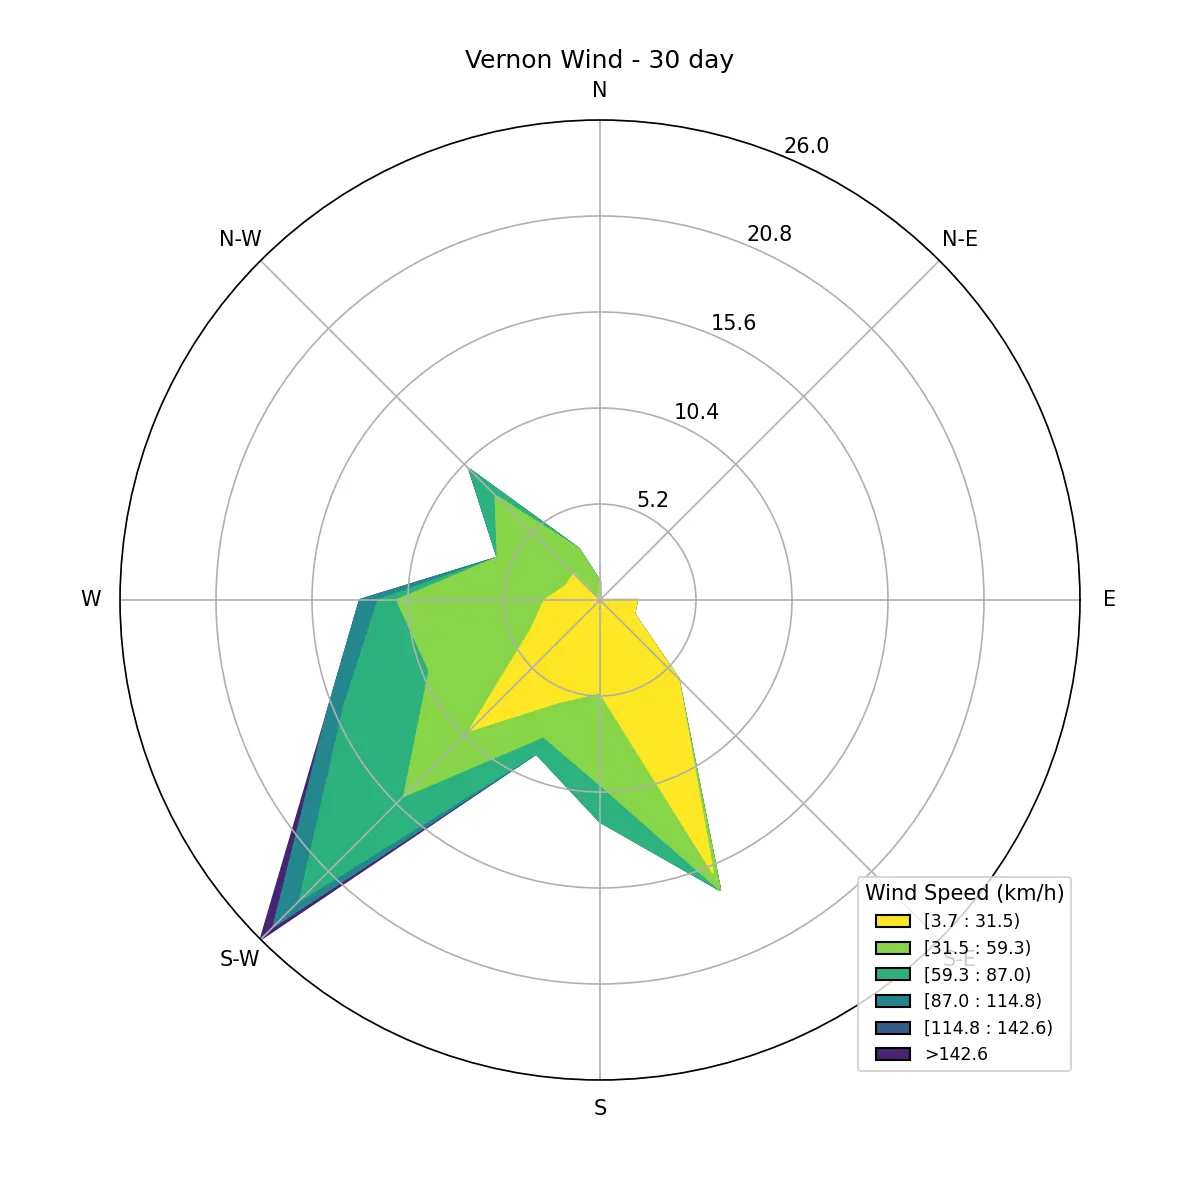 Vernon Wind - 30 day
N
26.0
N-W
N-E
20.8
15.6
10.4
5.2
W
E
Wind Speed (km/h)
[3.7 : 31.5)
[31.5 : 59.3)
S-W
S-E
[59.3 : 87.0)
[87.0 : 114.8)
[114.8 : 142.6)
>142.6
S